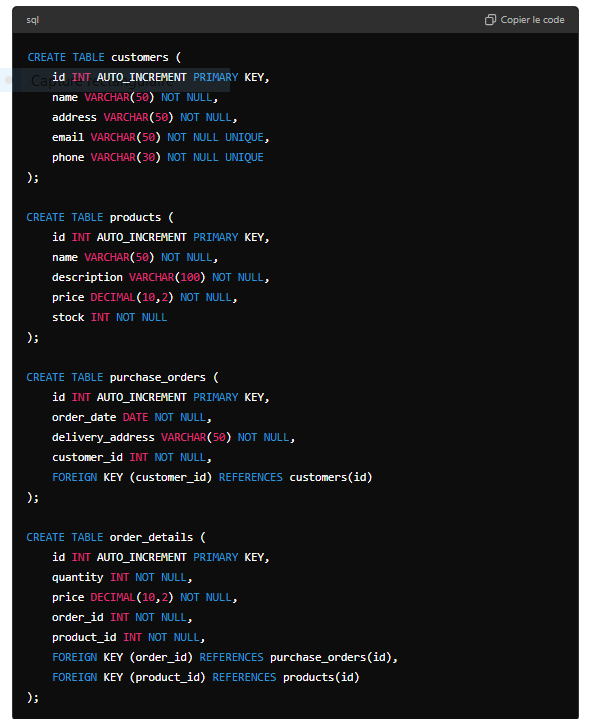 sql Copier le code
CREATE TABLE customers (
id INT AUTO_INCREMENT PRIMARY KEY,
name VARCHAR(50) NOT NULL,
address VARCHAR(50) NOT NULL,
email VARCHAR(50) NOT NULL UNIQUE,
phone VARCHAR(30) NOT NULL UNIQUE
);
CREATE TABLE products (
id INT AUTO_INCREMENT PRIMARY KEY,
name VARCHAR(50) NOT NULL,
description VARCHAR(100) NOT NULL,
price DECIMAL(10,2) NOT NULL,
stock INT NOT NULL
);
CREATE TABLE purchase_orders (
id INT AUTO_INCREMENT PRIMARY KEY,
order_date DATE NOT NULL,
delivery_address VARCHAR(50) NOT NULL,
customer_id INT NOT NULL,
FOREIGN KEY (customer_id) REFERENCES customers(id)
);
CREATE TABLE order_details (
id INT AUTO_INCREMENT PRIMARY KEY,
quantity INT NOT NULL,
price DECIMAL(10,2) NOT NULL,
order_id INT NOT NULL,
product_id INT NOT NULL,
FOREIGN KEY (order_id) REFERENCES purchase_orders(id),
FOREIGN KEY (product_id) REFERENCES products(id)
);